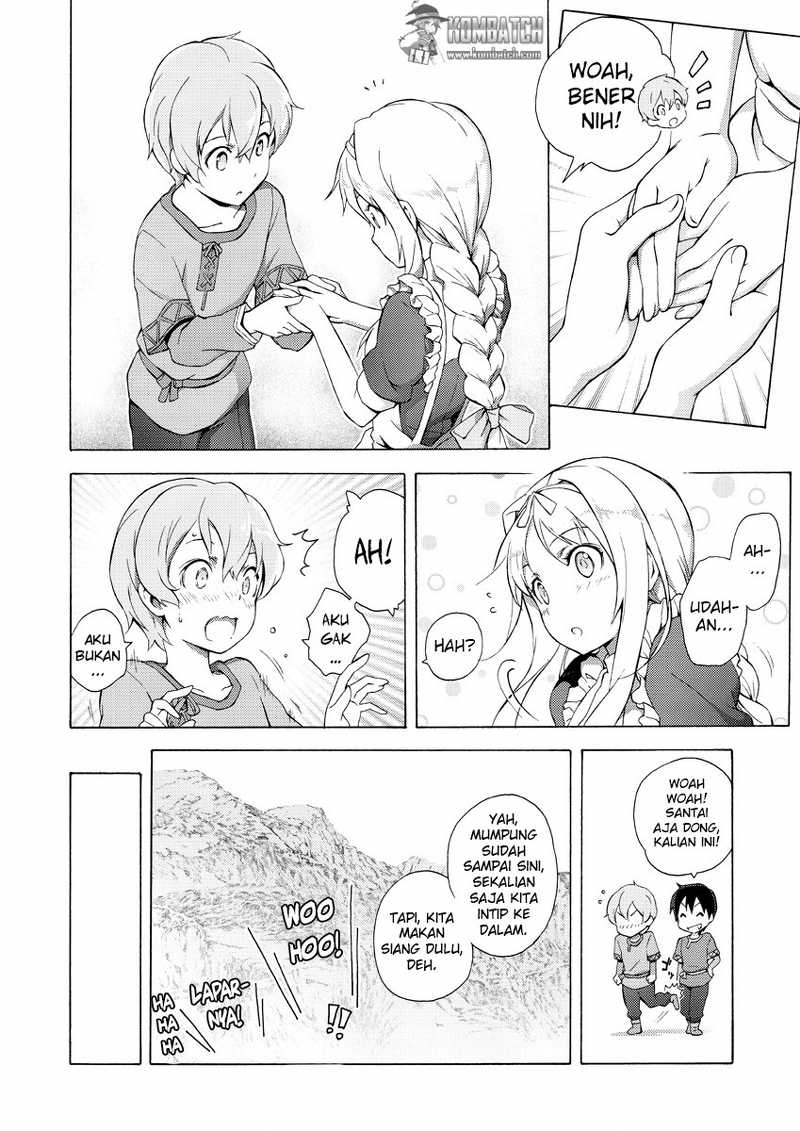 KOMBATCH
www.kombatch.com
WOAH,
BENER
NIH!
AH-
...
UDAH-
AN...
HAH?
AH!
AKU
GAK
...
AKU
BUKAN
...
WOAH
WOAH!
SANTAI
AJA DONG,
KALIAN INI!
YAH,
MUMPUNG
SUDAH
SAMPAI SINI,
SEKALIAN
SAJA KITA
INTIP KE
DALAM.
TAPI, KITA
MAKAN
SIANG DULU,
DEH.
WOO
HOO!
!!
LAPAR-
NYA!
HA
HA
HA